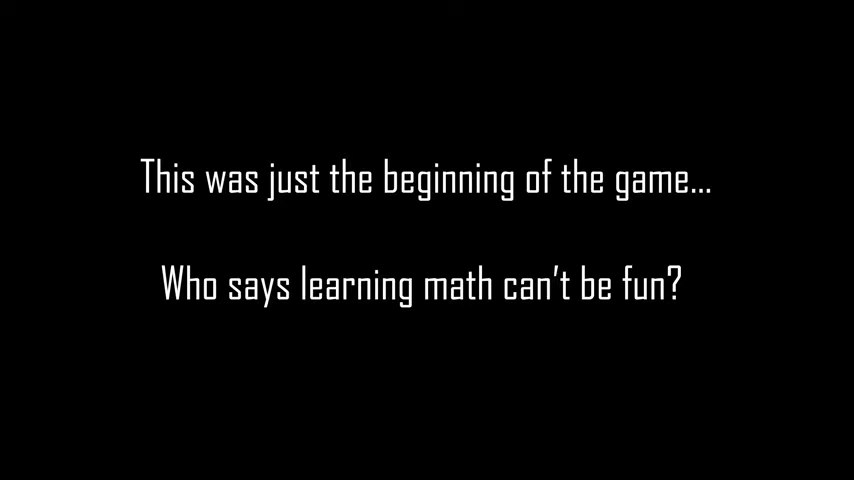 This was just the beginning of the game...
Who says learning math can't be fun?